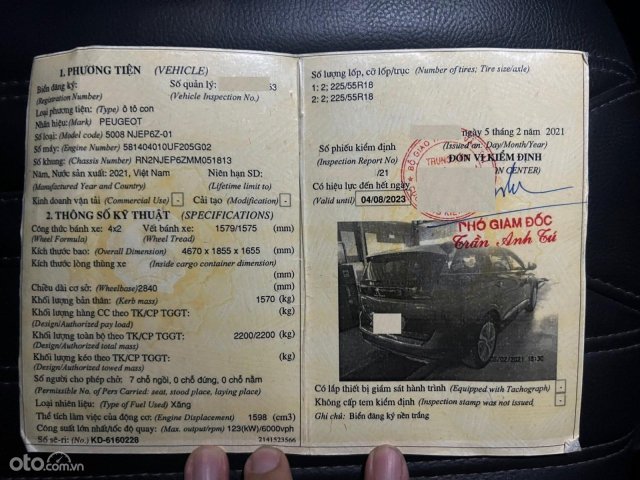 1. PHƯƠNG TIỆN (VEHICLE)
Biển đăng ký: Số quản lý: 53
(Registration Number) (Vehicle Inspection No.)
Loại phương tiện: (Type) ô tô con
Nhãn hiệu: (Mark) PEUGEOT
Số loại: (Model code) 5008 NJEP6Z-01
Số máy: (Engine Number) 581404010UF205G02
Số khung: (Chassis Number) RN2NJEP6ZMM051813
Năm, Nước sản xuất: 2021, Việt Nam Niên hạn SD:
(Manufactured Year and Country) (Lifetime limit to)
Kinh doanh vận tải (Commercial Use) - Cải tạo (Modification) -
2. THÔNG SỐ KỸ THUẬT (SPECIFICATIONS)
Công thức bánh xe: 4x2 Vết bánh xe: 1579/1575 (mm)
(Wheel Formula) (Wheel Tread)
Kích thước bao: (Overall Dimension) 4670 x 1855 x 1655 (mm)
Kích thước lòng thùng xe (Inside cargo container dimension)
(mm)
Chiều dài cơ sở: (Wheelbase) 2840 (mm)
Khối lượng bản thân: (Kerb mass) 1570 (kg)
Khối lượng hàng CC theo TK/CP TGGT: (kg)
(Design/Authorized pay load)
Khối lượng toàn bộ theo TK/CP TGGT: 2200/2200 (kg)
(Design/Authorized total mass)
Khối lượng kéo theo TK/CP TGGT: (kg)
(Design/Authorized towed mass)
Số người cho phép chở: 7 chỗ ngồi, 0 chỗ đứng, 0 chỗ nằm
(Permissible No. of Pers Carried: seat, stood place, laying place)
Loại nhiên liệu: (Type of Fuel Used) Xăng
Thể tích làm việc của động cơ: (Engine Displacement) 1598 (cm3)
Công suất lớn nhất/tốc độ quay: (Max. output/rpm) 123(kW)/6000vph
Số sê-ri: (No.) KD-6160228 2141523566
Số lượng lốp, cỡ lốp/trục (Number of tires; Tire size/axle)
1: 2; 225/55R18
2: 2; 225/55R18
ngày 5 tháng 2 năm 2021
Số phiếu kiểm định (Issued on: Day/Month/Year)
(Inspection Report No) ĐƠN VỊ KIỂM ĐỊNH
/21 CENTER)
Có hiệu lực đến hết ngày
(Valid until) 04/08/2023
BỘ GIAO
TRUNG
PHÓ GIÁM ĐỐC
Trần Anh Tú
05/02/2021 16:30
Có lắp thiết bị giám sát hành trình (Equipped with Tachograph) -
Không cấp tem kiểm định (Inspection stamp was not issued) -
Ghi chú: Biển đăng ký nền trắng
oto.com.vn